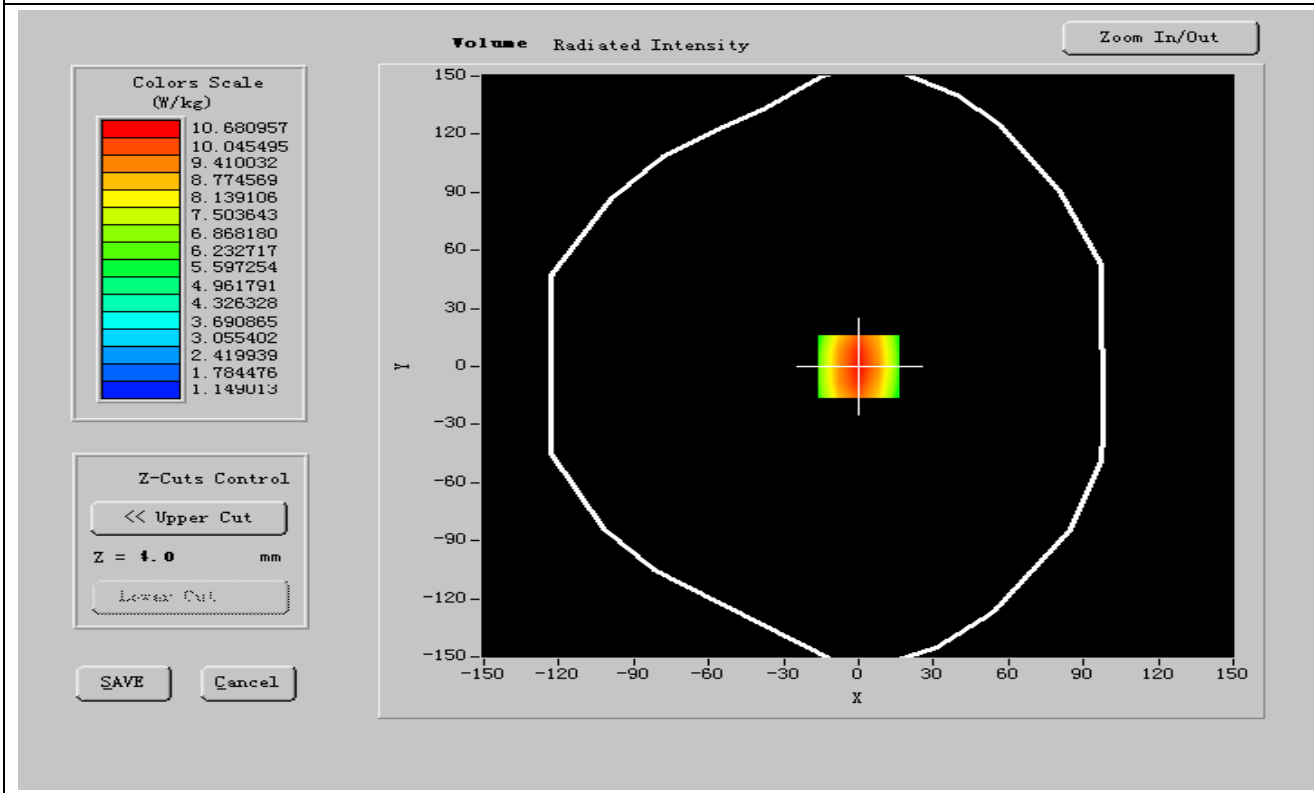 Volume Radiated Intensity
Zoom In/Out
Colors Scale
(W/kg)
10.680957
10.045495
9.410032
8.774569
8.139106
7.503643
6.868180
6.232717
5.597254
4.961791
4.326328
3.690865
3.055402
2.419939
1.784476
1.149013
Z-Cuts Control
<< Upper Cut
Z = 4.0 mm
Lower Cut
SAVE
Cancel
150
120
90
60
30
0
-30
-60
-90
-120
-150
Y
-150 -120 -90 -60 -30 0 30 60 90 120 150
X